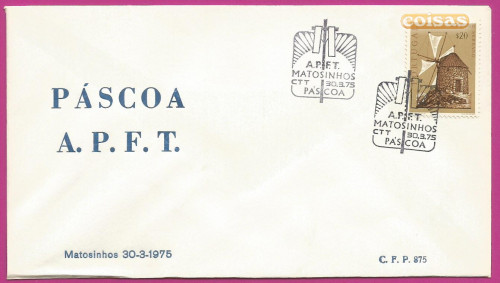 coisas
$20
A.P.F.T.
MATOSINHOS
CTT 30.3.75
PÁSCOA
A.P.F.T.
MATOSINHOS
CTT 30.3.75
PÁSCOA
PÁSCOA
A. P. F. T.
Matosinhos 30-3-1975
C. F. P. 875